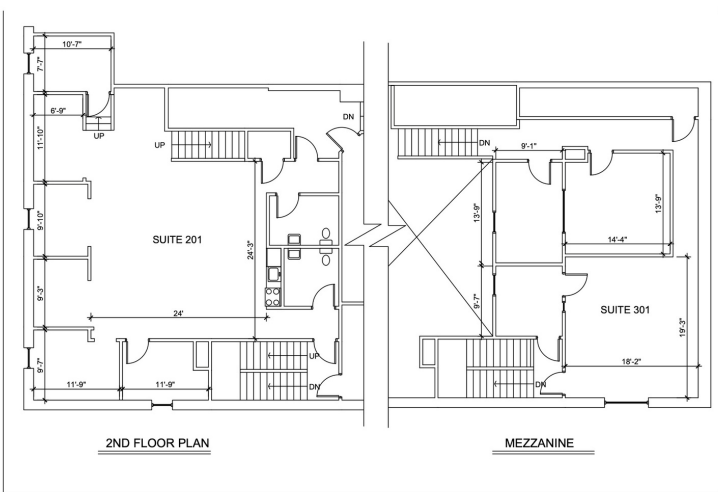 10'-7"
7'-7"
6'-9"
UP
11'-10"
UP
DN
9'-10"
SUITE 201
24'-3"
9'-3"
24'
9'-7"
11'-9"
11'-9"
UP
DN
2ND FLOOR PLAN
DN
9'-1"
13'-9"
13'-9"
14'-4"
9'-7"
SUITE 301
19'-3"
18'-2"
DN
MEZZANINE